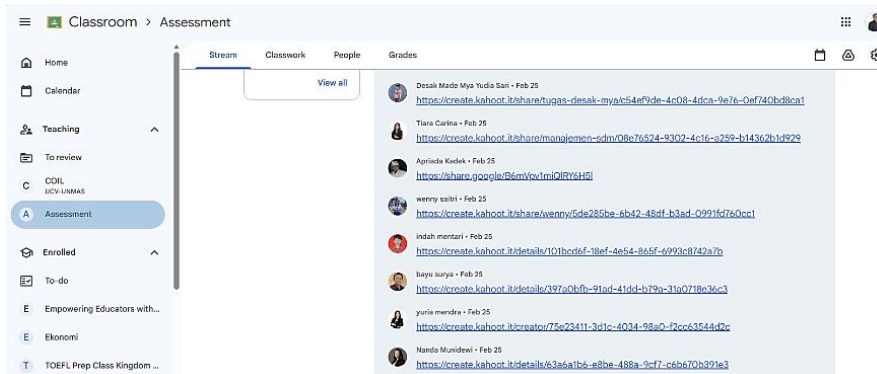 Classroom > Assessment
Home
Calendar
Teaching
To review
C
COIL
UCV-UNMAS
A Assessment
Enrolled
To-do
E Empowering Educators with...
E Ekonomi
T TOEFL Prep Class Kingdom ...
Stream Classwork People Grades
View all
Desak Made Mya Yudia Sari • Feb 25
https://create.kahoot.it/share/tugas-desak-mya/c54ef9de-4c08-4dca-9e76-0ef740bd8ca1
Tiara Carina • Feb 25
https://create.kahoot.it/share/manajemen-sdm/08e76524-9302-4c16-a259-b14362b1d929
Apriada Kadek • Feb 25
https://share.google/B6mVpv1miQlRY6H5l
wenny saitri • Feb 25
https://create.kahoot.it/share/wenny/5de285be-6b42-48df-b3ad-0991fd760cc1
indah mentari • Feb 25
https://create.kahoot.it/details/101bcd6f-18ef-4e54-865f-6993c8742a7b
bayu surya • Feb 25
https://create.kahoot.it/details/397a0bfb-91ad-41dd-b79a-31a0718e36c3
yuria mendra • Feb 25
https://create.kahoot.it/creator/75e23411-3d1c-4034-98a0-f2cc63544d2c
Nanda Munidewi • Feb 25
https://create.kahoot.it/details/63a6a1b6-e8be-488a-9cf7-c6b670b391e3